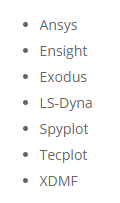 • Ansys
• Ensight
• Exodus
• LS-Dyna
• Spyplot
• Tecplot
• XDMF